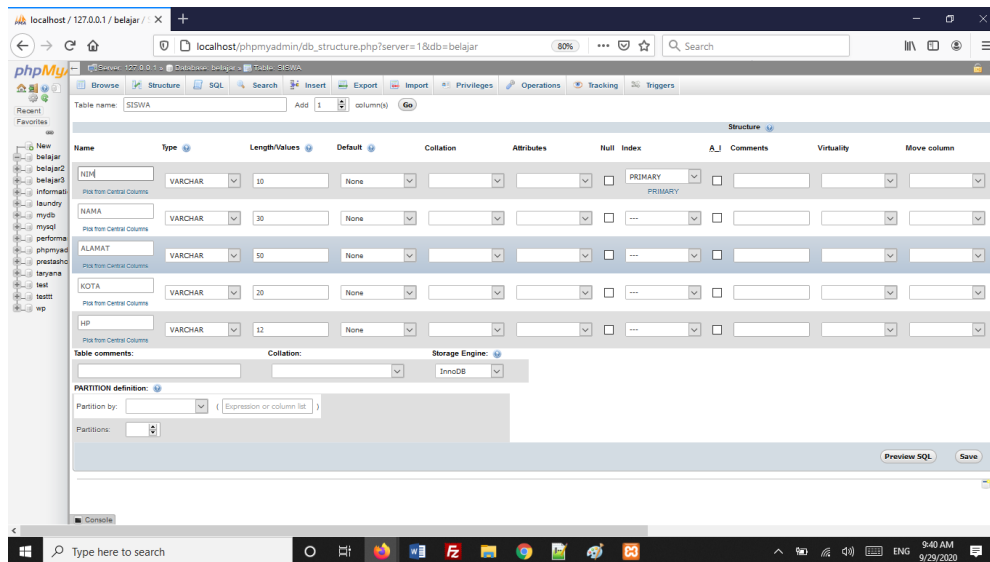 localhost / 127.0.0.1 / belajar /
localhost/phpmyadmin/db_structure.php?server=1&db=belajar
80%
Search
phpMy
Server: 127.0.0.1 » Database: belajar » Table: SISWA
Browse Structure SQL Search Insert Export Import Privileges Operations Tracking Triggers
Recent
Favorites
Table name: SISWA Add 1 column(s) Go
Structure
New
belajar
belajar2
belajar3
informati
laundry
mydb
mysql
performa
phpmyad
prestasho
taryana
test
testtt
wp
Name Type Length/Values Default Collation Attributes Null Index A_I Comments Virtuality Move column
NIM VARCHAR 10 None PRIMARY
Pick from Central Columns PRIMARY
NAMA VARCHAR 30 None ---
Pick from Central Columns
ALAMAT VARCHAR 50 None ---
Pick from Central Columns
KOTA VARCHAR 20 None ---
Pick from Central Columns
HP VARCHAR 12 None ---
Pick from Central Columns
Table comments: Collation: Storage Engine:
InnoDB
PARTITION definition:
Partition by: ( Expression or column list )
Partitions:
Preview SQL Save
Console
Type here to search
ENG
9:40 AM
9/29/2020